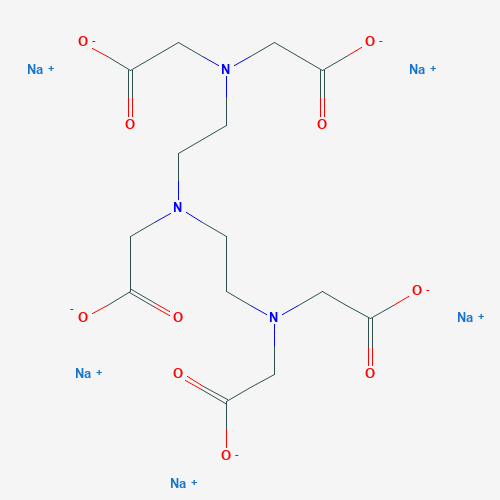 O - N O -
Na + Na +
O O
N
- O O N O - Na +
Na + O O
O -
Na +